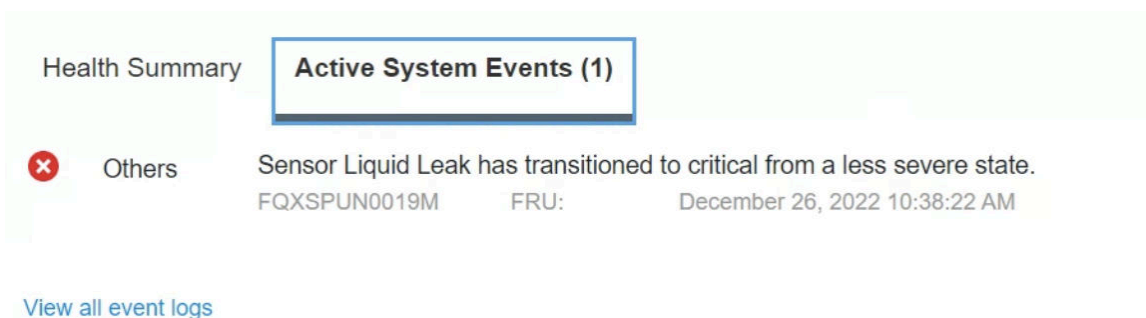 Health Summary Active System Events (1)
Others Sensor Liquid Leak has transitioned to critical from a less severe state.
FQXSPUN0019M FRU: December 26, 2022 10:38:22 AM
View all event logs